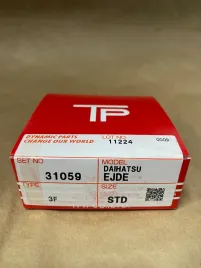 TP
DYNAMIC PARTS
CHANGE OUR WORLD
LOT NO
11224
SET NO
31059
MODEL
DAIHATSU
EJDE
TYPE
3F
SIZE
STD